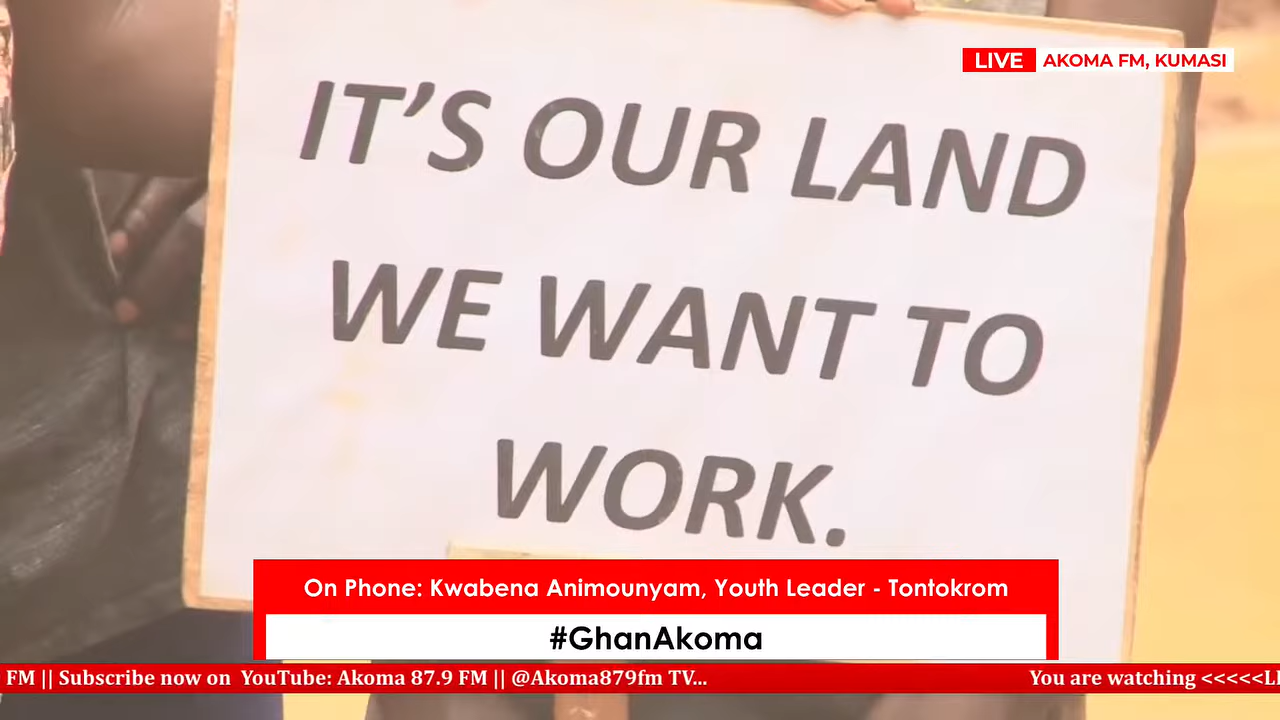 LIVE AKOMA FM, KUMASI
IT'S OUR LAND
WE WANT TO
WORK.
On Phone: Kwabena Animounyam, Youth Leader - Tontokrom
#GhanAkoma
FM || Subscribe now on YouTube: Akoma 87.9 FM || @Akoma879fm TV... You are watching <<<<<LI